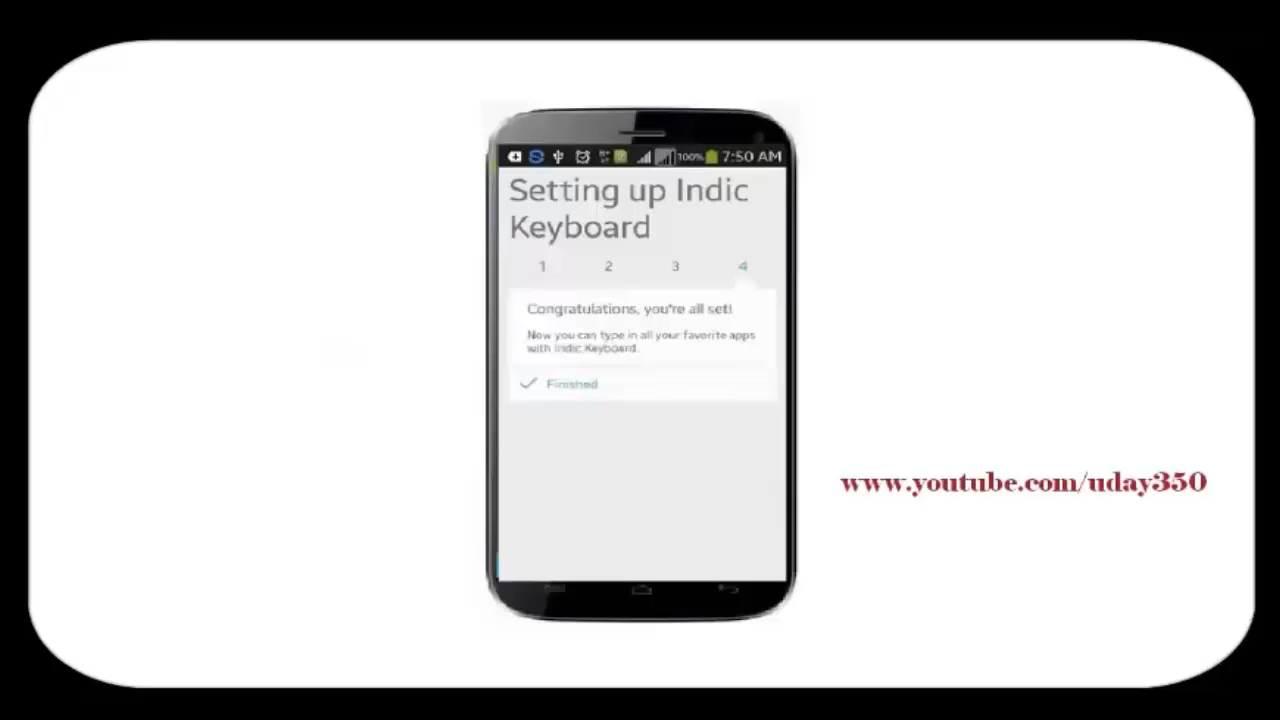 100% 7:50 AM
Setting up Indic
Keyboard
1 2 3 4
Congratulations, you're all set!
Now you can type in all your favorite apps
with Indic Keyboard.
Finished
www.youtube.com/uday350